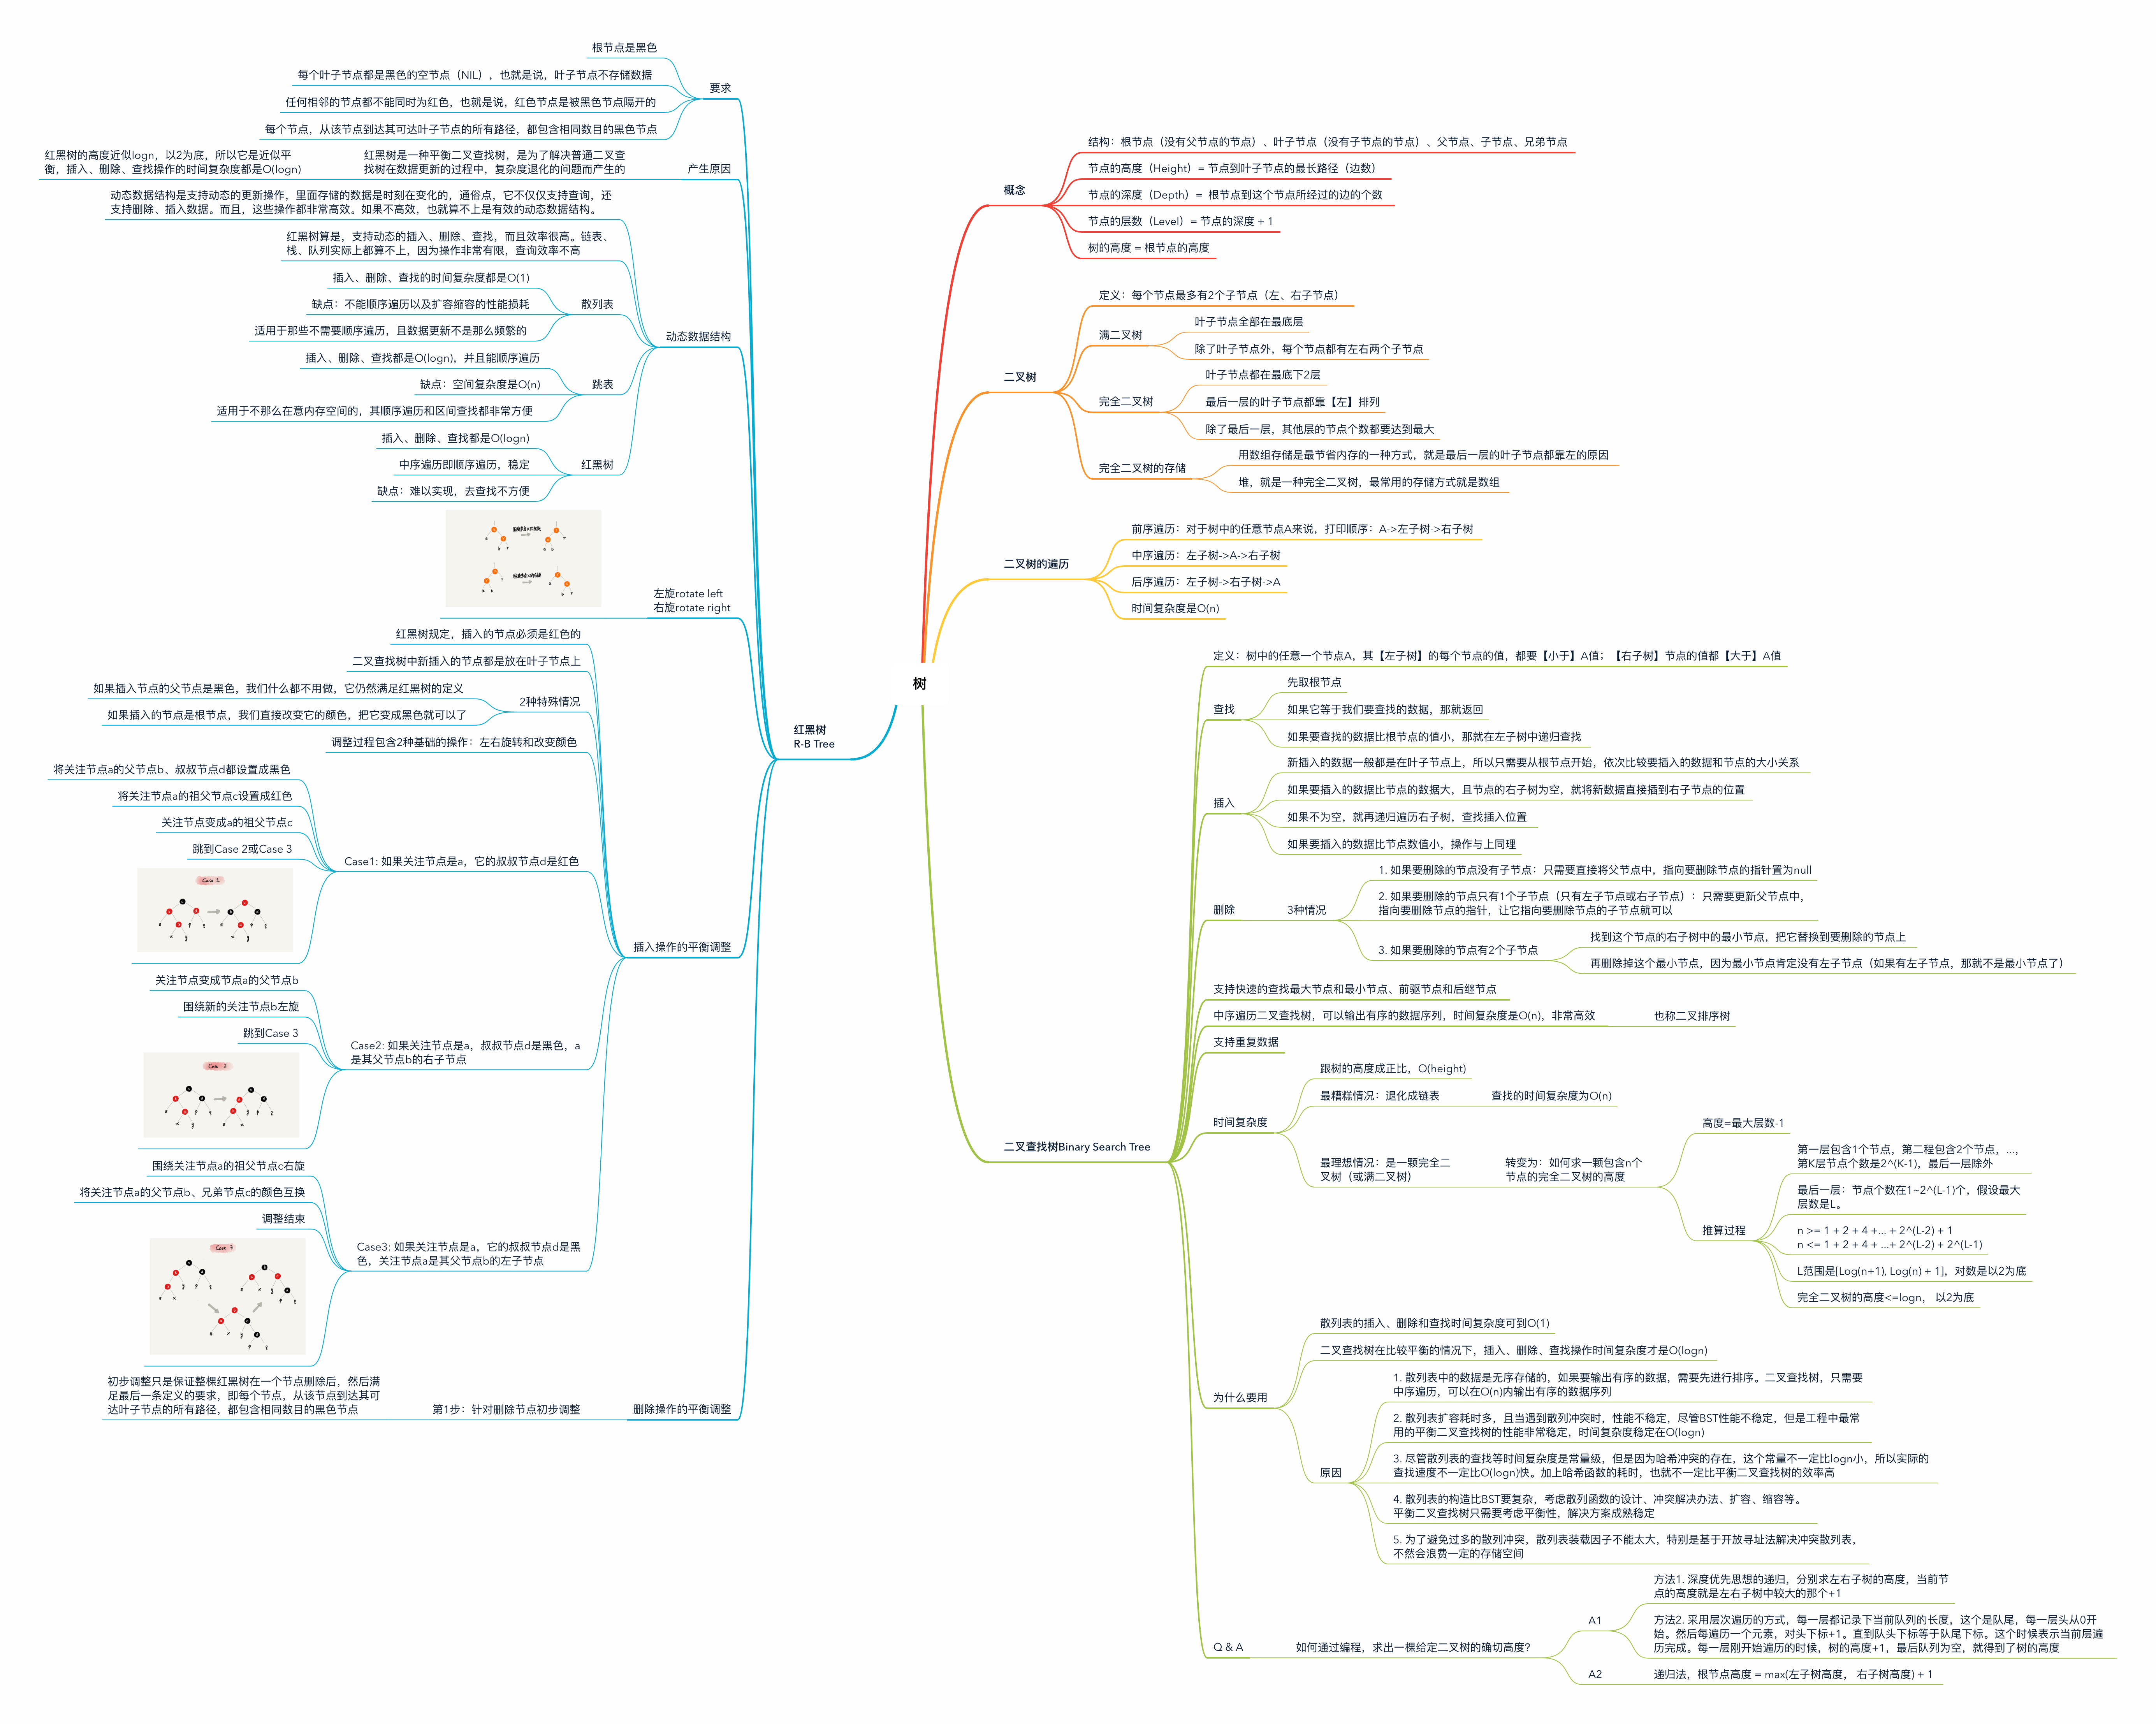 树
概念
结构：根节点（没有父节点的节点）、叶子节点（没有子节点的节点）、父节点、子节点、兄弟节点
节点的高度（Height）= 节点到叶子节点的最长路径（边数）
节点的深度（Depth）= 根节点到这个节点所经过的边的个数
节点的层数（Level）= 节点的深度 + 1
树的高度 = 根节点的高度
二叉树
定义：每个节点最多有2个子节点（左、右子节点）
满二叉树
叶子节点全部在最底层
除了叶子节点外，每个节点都有左右两个子节点
完全二叉树
叶子节点都在最底下2层
最后一层的叶子节点都靠【左】排列
除了最后一层，其他层的节点个数都要达到最大
完全二叉树的存储
用数组存储是最节省内存的一种方式，就是最后一层的叶子节点都靠左的原因
堆，就是一种完全二叉树，最常用的存储方式就是数组
二叉树的遍历
前序遍历：对于树中的任意节点A来说，打印顺序：A->左子树->右子树
中序遍历：左子树->A->右子树
后序遍历：左子树->右子树->A
时间复杂度是O(n)
二叉查找树Binary Search Tree
定义：树中的任意一个节点A，其【左子树】的每个节点的值，都要【小于】A值；【右子树】节点的值都【大于】A值
查找
先取根节点
如果它等于我们要查找的数据，那就返回
如果要查找的数据比根节点的值小，那就在左子树中递归查找
插入
新插入的数据一般都是在叶子节点上，所以只需要从根节点开始，依次比较要插入的数据和节点的大小关系
如果要插入的数据比节点的数据大，且节点的右子树为空，就将新数据直接插到右子节点的位置
如果不为空，就再递归遍历右子树，查找插入位置
如果要插入的数据比节点数值小，操作与上同理
删除
3种情况
1. 如果要删除的节点没有子节点：只需要直接将父节点中，指向要删除节点的指针置为null
2. 如果要删除的节点只有1个子节点（只有左子节点或右子节点）：只需要更新父节点中，
指向要删除节点的指针，让它指向要删除节点的子节点就可以
3. 如果要删除的节点有2个子节点
找到这个节点的右子树中的最小节点，把它替换到要删除的节点上
再删除掉这个最小节点，因为最小节点肯定没有左子节点（如果有左子节点，那就不是最小节点了）
支持快速的查找最大节点和最小节点、前驱节点和后继节点
中序遍历二叉查找树，可以输出有序的数据序列，时间复杂度是O(n)，非常高效
也称二叉排序树
支持重复数据
时间复杂度
跟树的高度成正比，O(height)
最糟糕情况：退化成链表
查找的时间复杂度为O(n)
最理想情况：是一颗完全二
叉树（或满二叉树）
转变为：如何求一颗包含n个
节点的完全二叉树的高度
高度=最大层数-1
推算过程
第一层包含1个节点，第二程包含2个节点，...，
第K层节点个数是2^(K-1)，最后一层除外
最后一层：节点个数在1~2^(L-1)个，假设最大
层数是L。
n >= 1 + 2 + 4 +... + 2^(L-2) + 1
n <= 1 + 2 + 4 + ...+ 2^(L-2) + 2^(L-1)
L范围是[Log(n+1), Log(n) + 1]，对数是以2为底
完全二叉树的高度<=logn， 以2为底
为什么要用
散列表的插入、删除和查找时间复杂度可到O(1)
二叉查找树在比较平衡的情况下，插入、删除、查找操作时间复杂度才是O(logn)
原因
1. 散列表中的数据是无序存储的，如果要输出有序的数据，需要先进行排序。二叉查找树，只需要
中序遍历，可以在O(n)内输出有序的数据序列
2. 散列表扩容耗时多，且当遇到散列冲突时，性能不稳定，尽管BST性能不稳定，但是工程中最常
用的平衡二叉查找树的性能非常稳定，时间复杂度稳定在O(logn)
3. 尽管散列表的查找等时间复杂度是常量级，但是因为哈希冲突的存在，这个常量不一定比logn小，所以实际的
查找速度不一定比O(logn)快。加上哈希函数的耗时，也就不一定比平衡二叉查找树的效率高
4. 散列表的构造比BST要复杂，考虑散列函数的设计、冲突解决办法、扩容、缩容等。
平衡二叉查找树只需要考虑平衡性，解决方案成熟稳定
5. 为了避免过多的散列冲突，散列表装载因子不能太大，特别是基于开放寻址法解决冲突散列表，
不然会浪费一定的存储空间
Q & A
如何通过编程，求出一棵给定二叉树的确切高度？
A1
方法1. 深度优先思想的递归，分别求左右子树的高度，当前节
点的高度就是左右子树中较大的那个+1
方法2. 采用层次遍历的方式，每一层都记录下当前队列的长度，这个是队尾，每一层头从0开
始。然后每遍历一个元素，对头下标+1。直到队头下标等于队尾下标。这个时候表示当前层遍
历完成。每一层刚开始遍历的时候，树的高度+1，最后队列为空，就得到了树的高度
A2
递归法，根节点高度 = max(左子树高度， 右子树高度) + 1
红黑树
R-B Tree
要求
根节点是黑色
每个叶子节点都是黑色的空节点（NIL），也就是说，叶子节点不存储数据
任何相邻的节点都不能同时为红色，也就是说，红色节点是被黑色节点隔开的
每个节点，从该节点到达其可达叶子节点的所有路径，都包含相同数目的黑色节点
产生原因
红黑树是一种平衡二叉查找树，是为了解决普通二叉查
找树在数据更新的过程中，复杂度退化的问题而产生的
红黑树的高度近似logn，以2为底，所以它是近似平
衡，插入、删除、查找操作的时间复杂度都是O(logn)
动态数据结构
动态数据结构是支持动态的更新操作，里面存储的数据是时刻在变化的，通俗点，它不仅仅支持查询，还
支持删除、插入数据。而且，这些操作都非常高效。如果不高效，也就算不上是有效的动态数据结构。
红黑树算是，支持动态的插入、删除、查找，而且效率很高。链表、
栈、队列实际上都算不上，因为操作非常有限，查询效率不高
散列表
插入、删除、查找的时间复杂度都是O(1)
缺点：不能顺序遍历以及扩容缩容的性能损耗
适用于那些不需要顺序遍历，且数据更新不是那么频繁的
跳表
插入、删除、查找都是O(logn)，并且能顺序遍历
缺点：空间复杂度是O(n)
适用于不那么在意内存空间的，其顺序遍历和区间查找都非常方便
红黑树
插入、删除、查找都是O(logn)
中序遍历即顺序遍历，稳定
缺点：难以实现，去查找不方便
左旋rotate left
右旋rotate right
插入操作的平衡调整
红黑树规定，插入的节点必须是红色的
二叉查找树中新插入的节点都是放在叶子节点上
2种特殊情况
如果插入节点的父节点是黑色，我们什么都不用做，它仍然满足红黑树的定义
如果插入的节点是根节点，我们直接改变它的颜色，把它变成黑色就可以了
调整过程包含2种基础的操作：左右旋转和改变颜色
Case1: 如果关注节点是a，它的叔叔节点d是红色
将关注节点a的父节点b、叔叔节点d都设置成黑色
将关注节点a的祖父节点c设置成红色
关注节点变成a的祖父节点c
跳到Case 2或Case 3
Case 1
Case2: 如果关注节点是a，叔叔节点d是黑色，a
是其父节点b的右子节点
关注节点变成节点a的父节点b
围绕新的关注节点b左旋
跳到Case 3
Case 2
Case3: 如果关注节点是a，它的叔叔节点d是黑
色，关注节点a是其父节点b的左子节点
围绕关注节点a的祖父节点c右旋
将关注节点a的父节点b、兄弟节点c的颜色互换
调整结束
Case 3
删除操作的平衡调整
第1步：针对删除节点初步调整
初步调整只是保证整棵红黑树在一个节点删除后，然后满
足最后一条定义的要求，即每个节点，从该节点到达其可
达叶子节点的所有路径，都包含相同数目的黑色节点